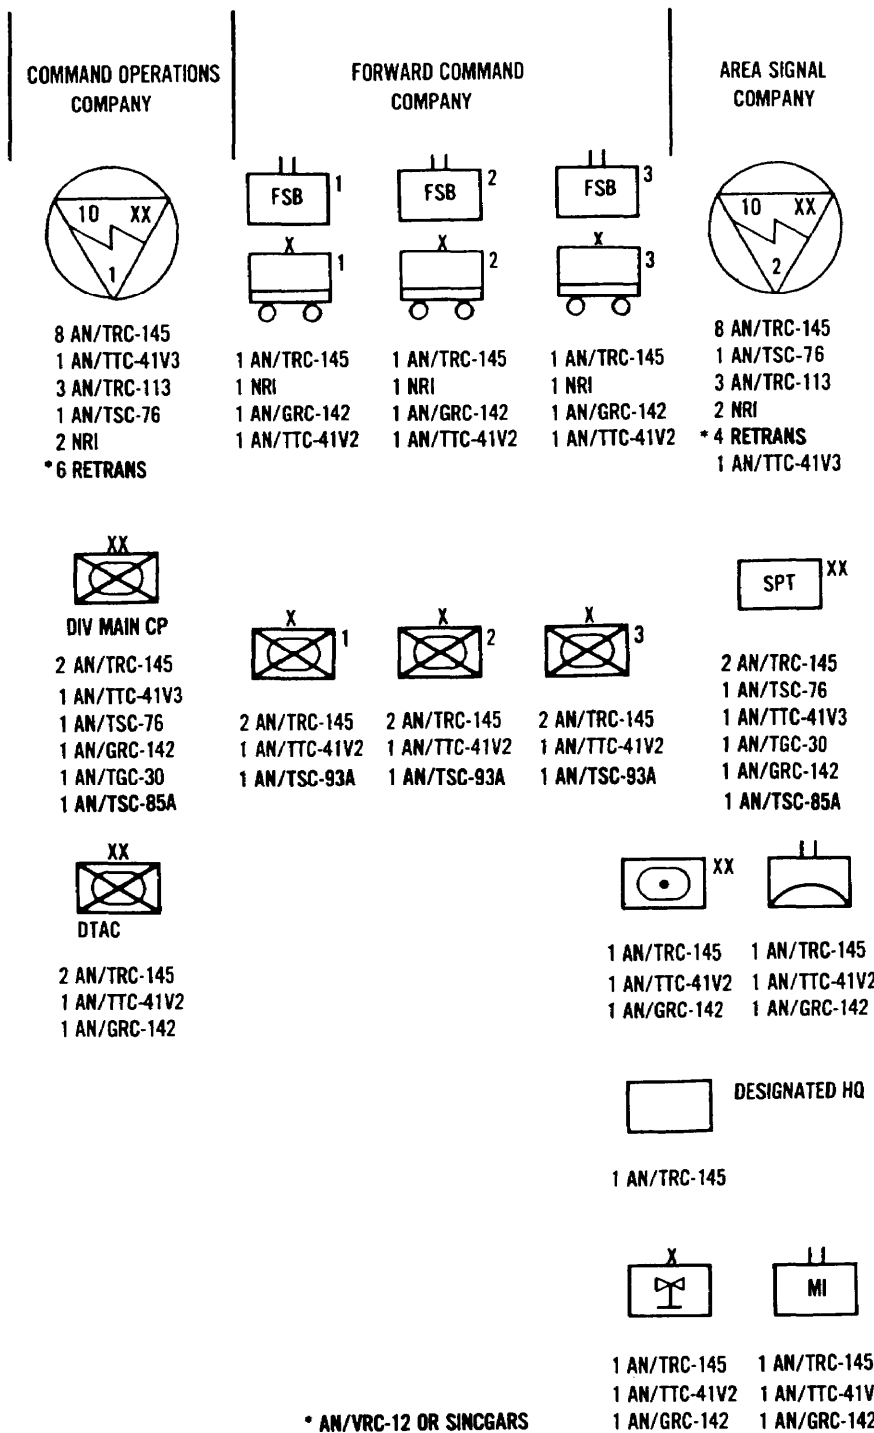 COMMAND OPERATIONS
COMPANY
FORWARD COMMAND
COMPANY
AREA SIGNAL
COMPANY
10 XX
1
8 AN/TRC-145
1 AN/TTC-41V3
3 AN/TRC-113
1 AN/TSC-76
2 NRI
*6 RETRANS
FSB 1
X
1
1 AN/TRC-145
1 NRI
1 AN/GRC-142
1 AN/TTC-41V2
FSB 2
X
2
1 AN/TRC-145
1 NRI
1 AN/GRC-142
1 AN/TTC-41V2
FSB 3
X
3
1 AN/TRC-145
1 NRI
1 AN/GRC-142
1 AN/TTC-41V2
10 XX
2
8 AN/TRC-145
1 AN/TSC-76
3 AN/TRC-113
2 NRI
*4 RETRANS
1 AN/TTC-41V3
XX
DIV MAIN CP
2 AN/TRC-145
1 AN/TTC-41V3
1 AN/TSC-76
1 AN/GRC-142
1 AN/TGC-30
1 AN/TSC-85A
X
1
2 AN/TRC-145
1 AN/TTC-41V2
1 AN/TSC-93A
X
2
2 AN/TRC-145
1 AN/TTC-41V2
1 AN/TSC-93A
X
3
2 AN/TRC-145
1 AN/TTC-41V2
1 AN/TSC-93A
SPT XX
2 AN/TRC-145
1 AN/TSC-76
1 AN/TTC-41V3
1 AN/TGC-30
1 AN/GRC-142
1 AN/TSC-85A
XX
DTAC
2 AN/TRC-145
1 AN/TTC-41V2
1 AN/GRC-142
XX
1 AN/TRC-145
1 AN/TTC-41V2
1 AN/GRC-142
1 AN/TRC-145
1 AN/TTC-41V2
1 AN/GRC-142
DESIGNATED HQ
1 AN/TRC-145
X
1 AN/TRC-145
1 AN/TTC-41V2
1 AN/GRC-142
MI
1 AN/TRC-145
1 AN/TTC-41V
1 AN/GRC-142
* AN/VRC-12 OR SINCGARS